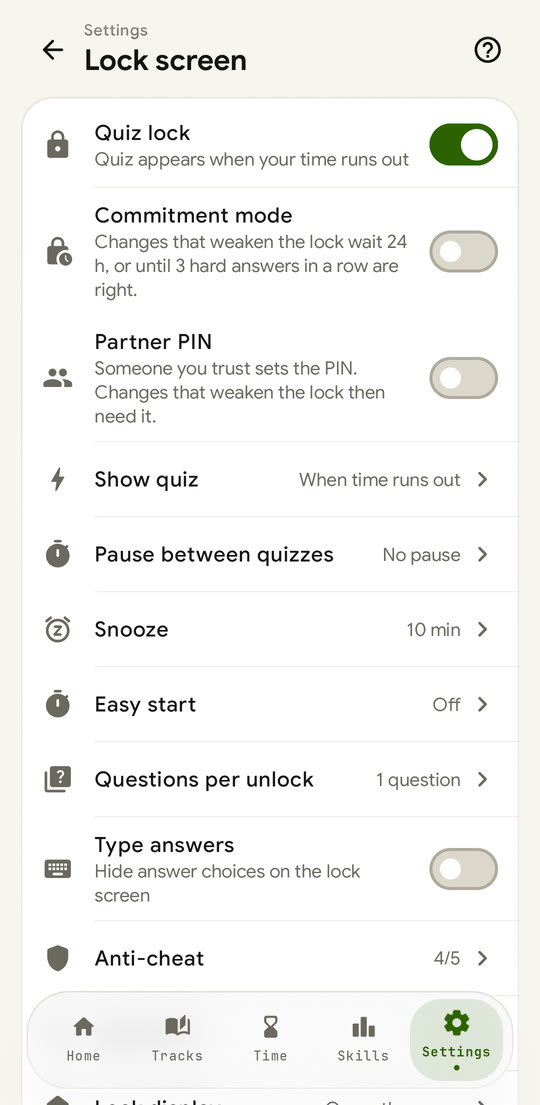 Settings
Lock screen
Quiz lock
Quiz appears when your time runs out
Commitment mode
Changes that weaken the lock wait 24
h, or until 3 hard answers in a row are
right.
Partner PIN
Someone you trust sets the PIN.
Changes that weaken the lock then
need it.
Show quiz
When time runs out
Pause between quizzes
No pause
Snooze
10 min
Easy start
Off
Questions per unlock
1 question
Type answers
Hide answer choices on the lock
screen
Anti-cheat
4/5
Home
Tracks
Time
Skills
Settings